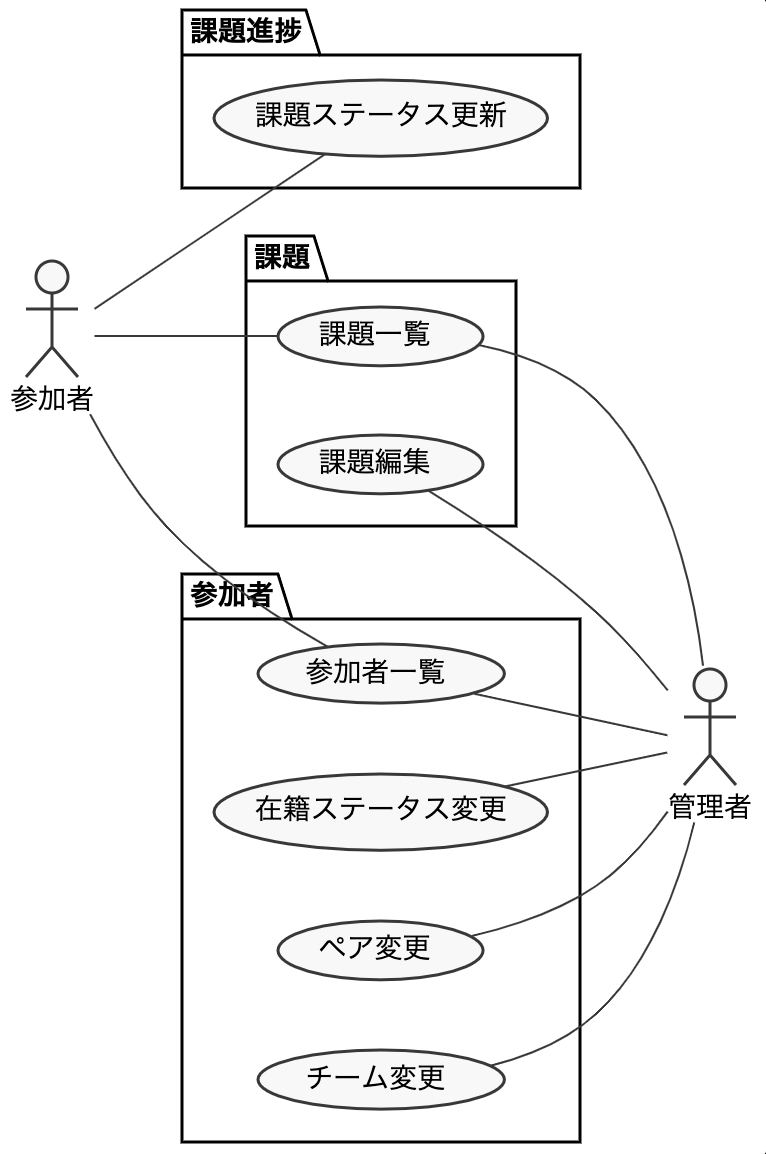 課題進捗
課題ステータス更新
課題
課題一覧
参加者
課題編集
参加者
参加者一覧
在籍ステータス変更
管理者
ペア変更
チーム変更